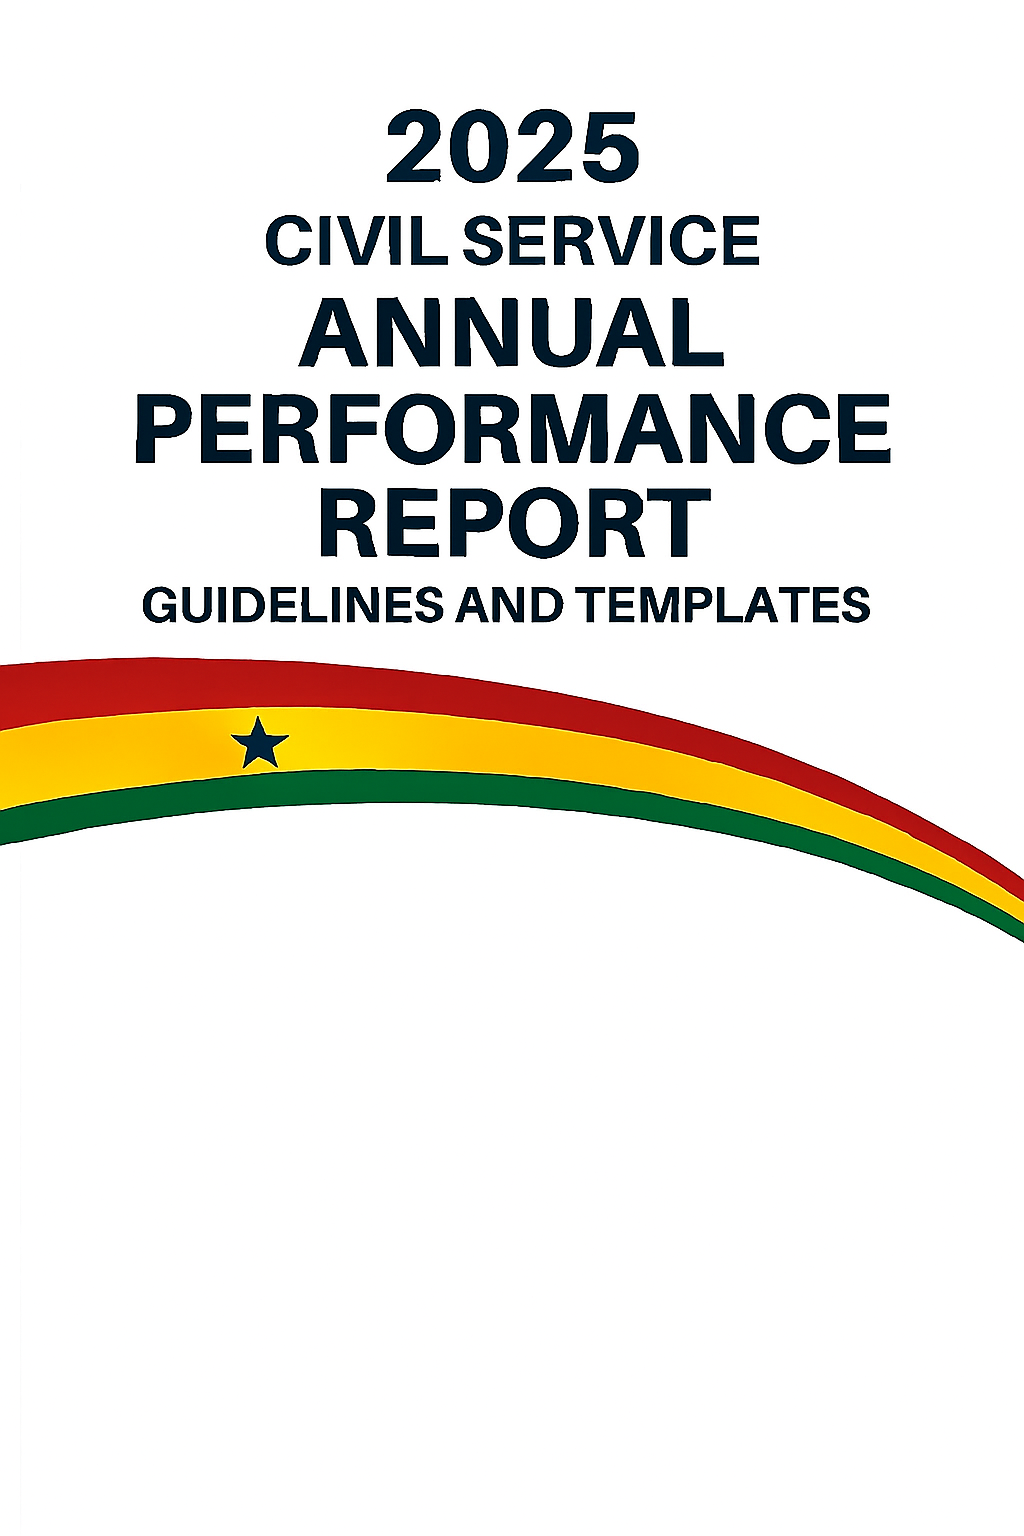 2025
CIVIL SERVICE
ANNUAL
PERFORMANCE
REPORT
GUIDELINES AND TEMPLATES